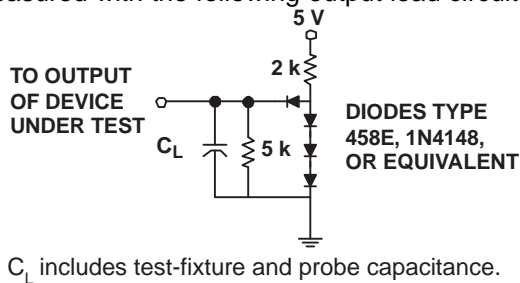 asured with the following output load circuit
5 V
2 k
TO OUTPUT
OF DEVICE
UNDER TEST
DIODES TYPE
458E, 1N4148,
OR EQUIVALENT
CL
5 k
CL includes test-fixture and probe capacitance.